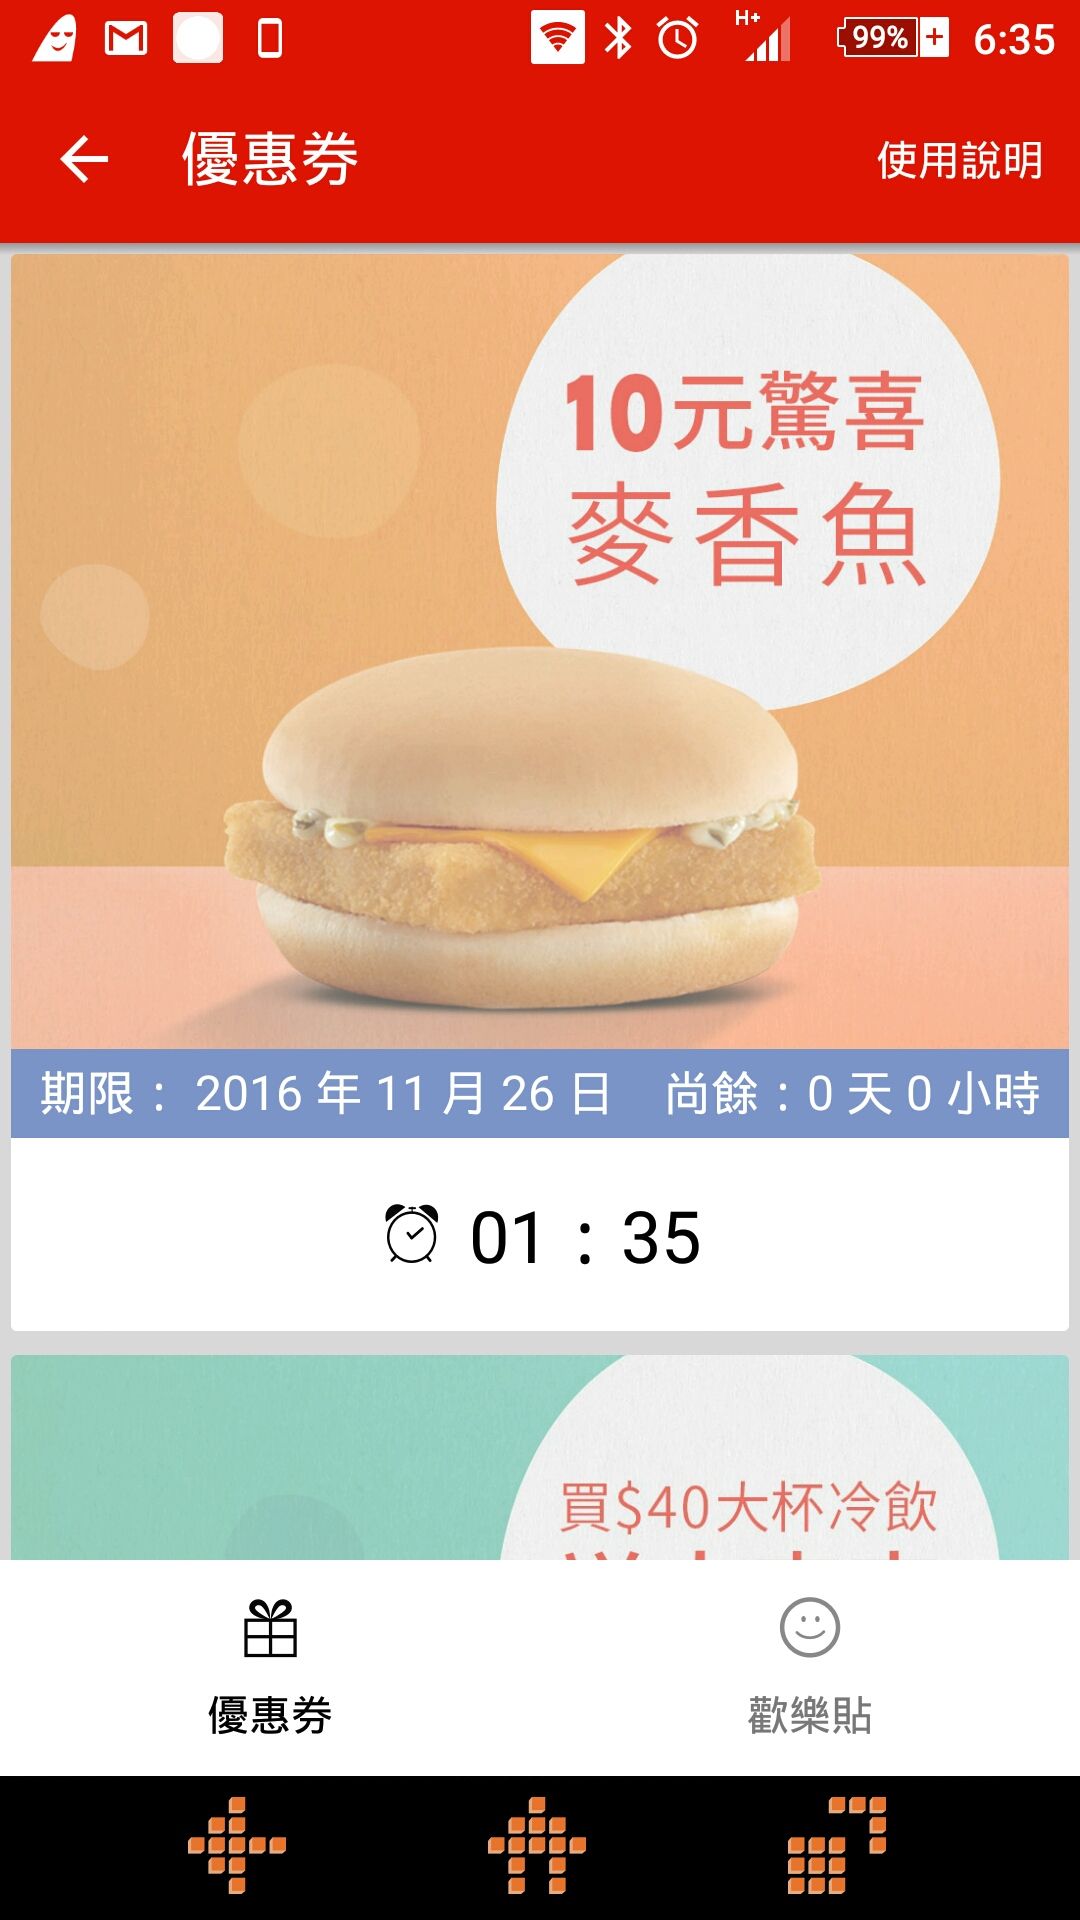 H+
99%
6:35
優惠券
使用說明
10元驚喜
麥香魚
期限： 2016 年 11 月 26 日 尚餘：0 天 0 小時
01 : 35
買$40大杯冷飲
優惠券
歡樂貼